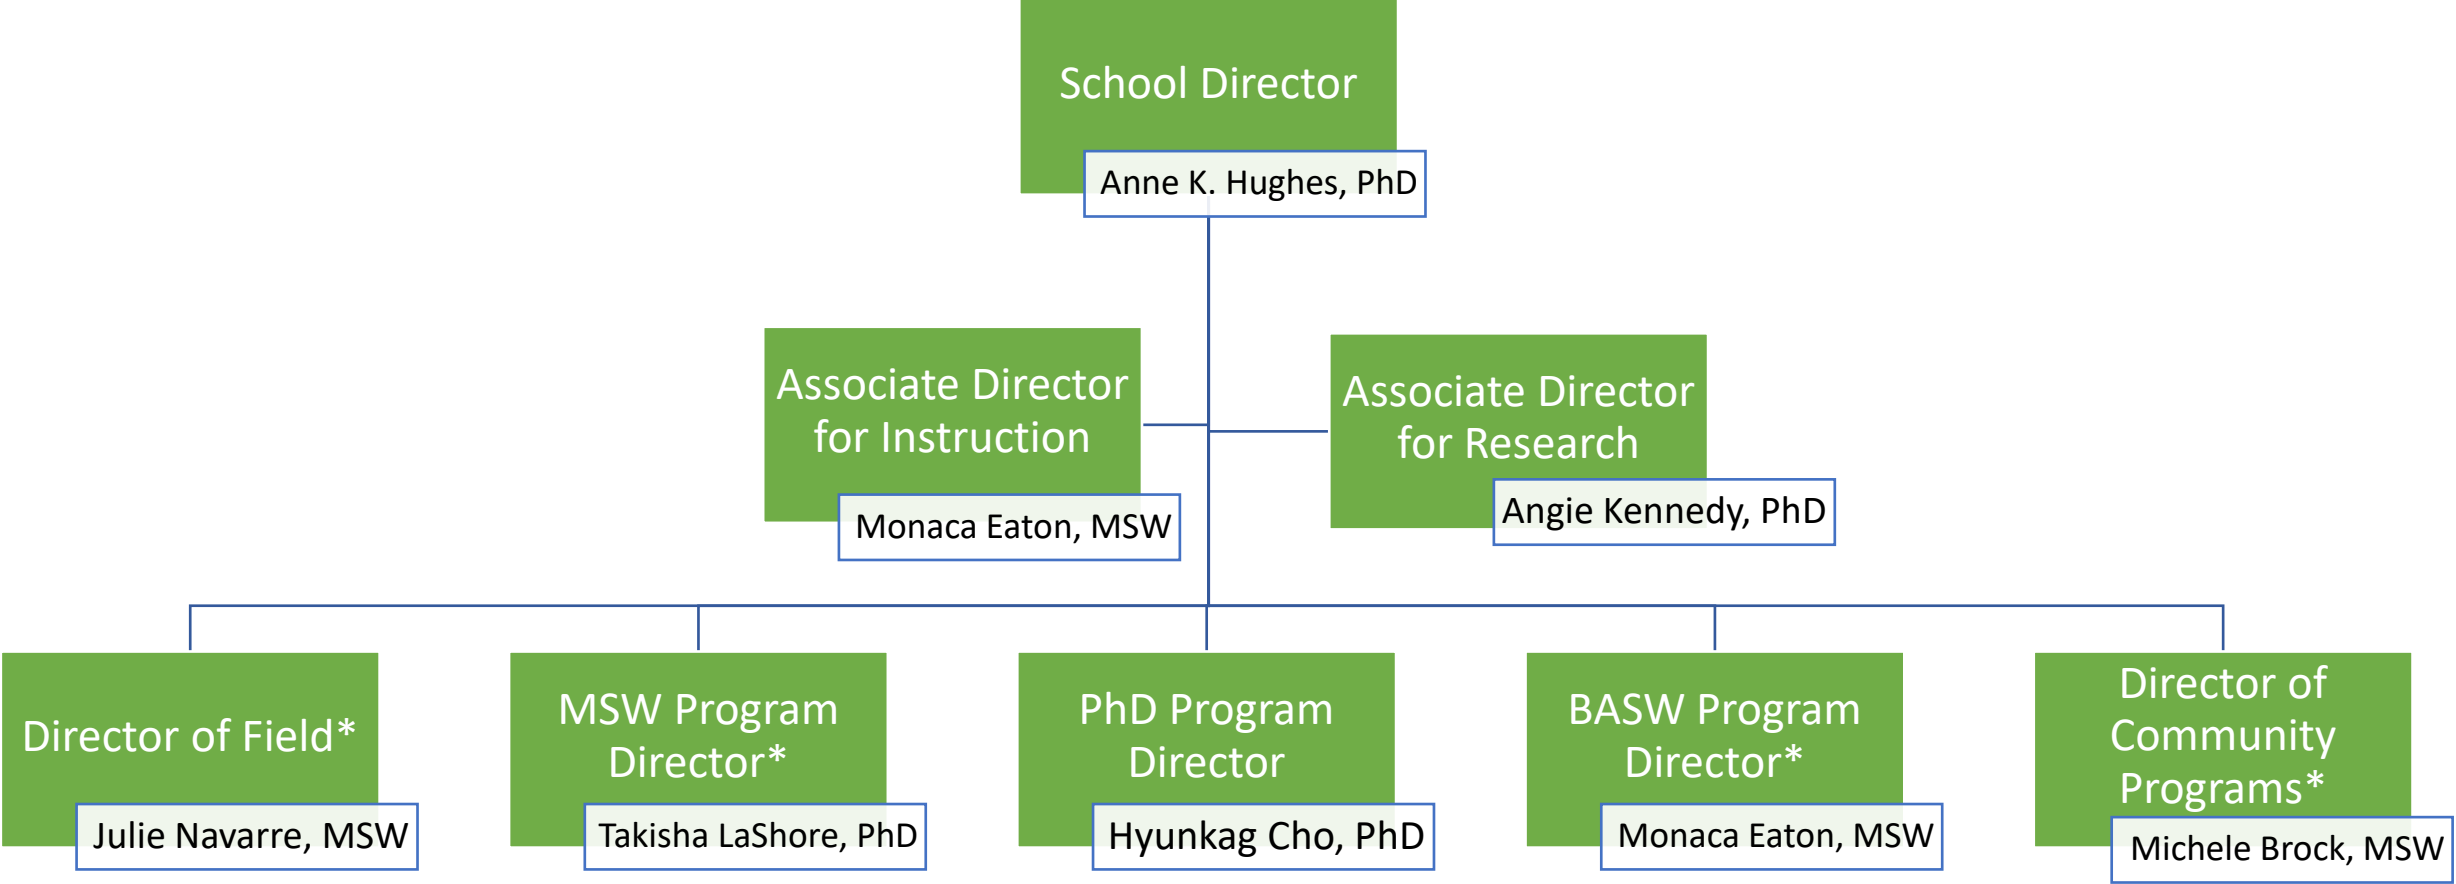 School Director
Anne K. Hughes, PhD
Associate Director
for Instruction
Monaca Eaton, MSW
Associate Director
for Research
Angie Kennedy, PhD
Director of Field*
Julie Navarre, MSW
MSW Program
Director*
Takisha LaShore, PhD
PhD Program
Director
Hyunkag Cho, PhD
BASW Program
Director*
Monaca Eaton, MSW
Director of
Community
Programs*
Michele Brock, MSW